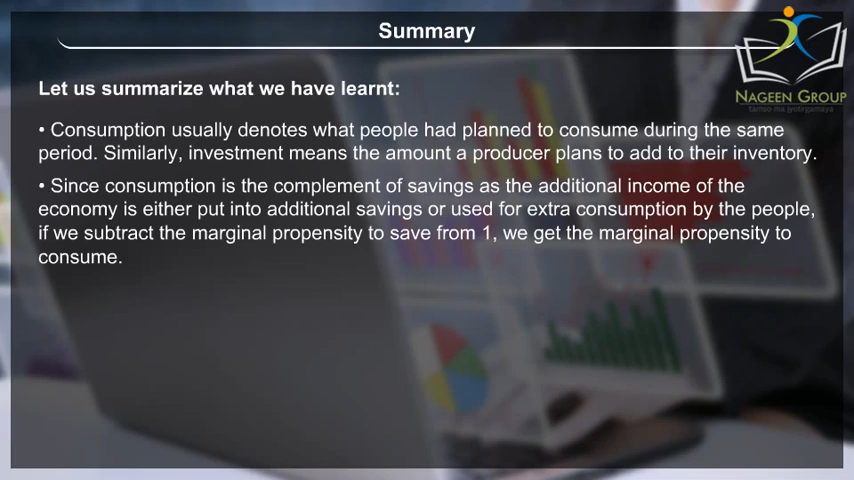 Summary
NAGEEN GROUP
tamso ma jyotirgamaya
Let us summarize what we have learnt:
• Consumption usually denotes what people had planned to consume during the same
period. Similarly, investment means the amount a producer plans to add to their inventory.
• Since consumption is the complement of savings as the additional income of the
economy is either put into additional savings or used for extra consumption by the people,
if we subtract the marginal propensity to save from 1, we get the marginal propensity to
consume.